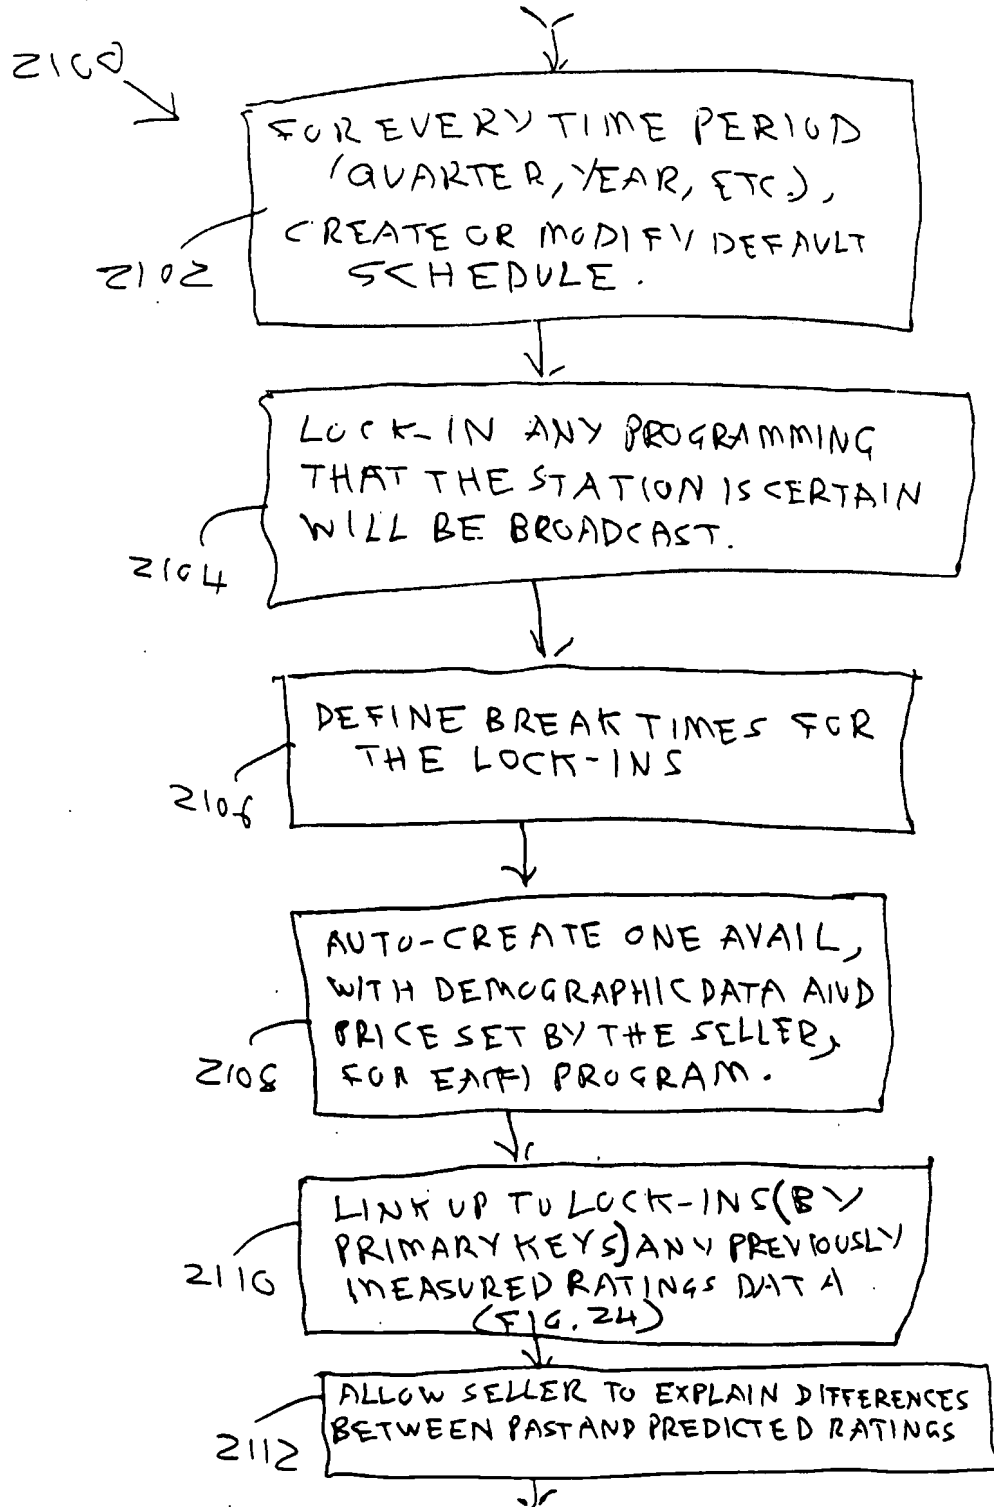 2100
FOR EVERY TIME PERIOD
(QUARTER, YEAR, ETC.),
CREATE OR MODIFY DEFAULT
SCHEDULE.
2102
LOCK-IN ANY PROGRAMMING
THAT THE STATION IS CERTAIN
WILL BE BROADCAST.
2104
DEFINE BREAK TIMES FOR
THE LOCK-INS
2106
AUTO-CREATE ONE AVAIL,
WITH DEMOGRAPHIC DATA AND
PRICE SET BY THE SELLER,
FOR EACH PROGRAM.
2108
LINK UP TO LOCK-INS (BY
PRIMARY KEYS) ANY PREVIOUSLY
MEASURED RATINGS DATA
(FIG. 24)
2110
ALLOW SELLER TO EXPLAIN DIFFERENCES
BETWEEN PAST AND PREDICTED RATINGS
2112